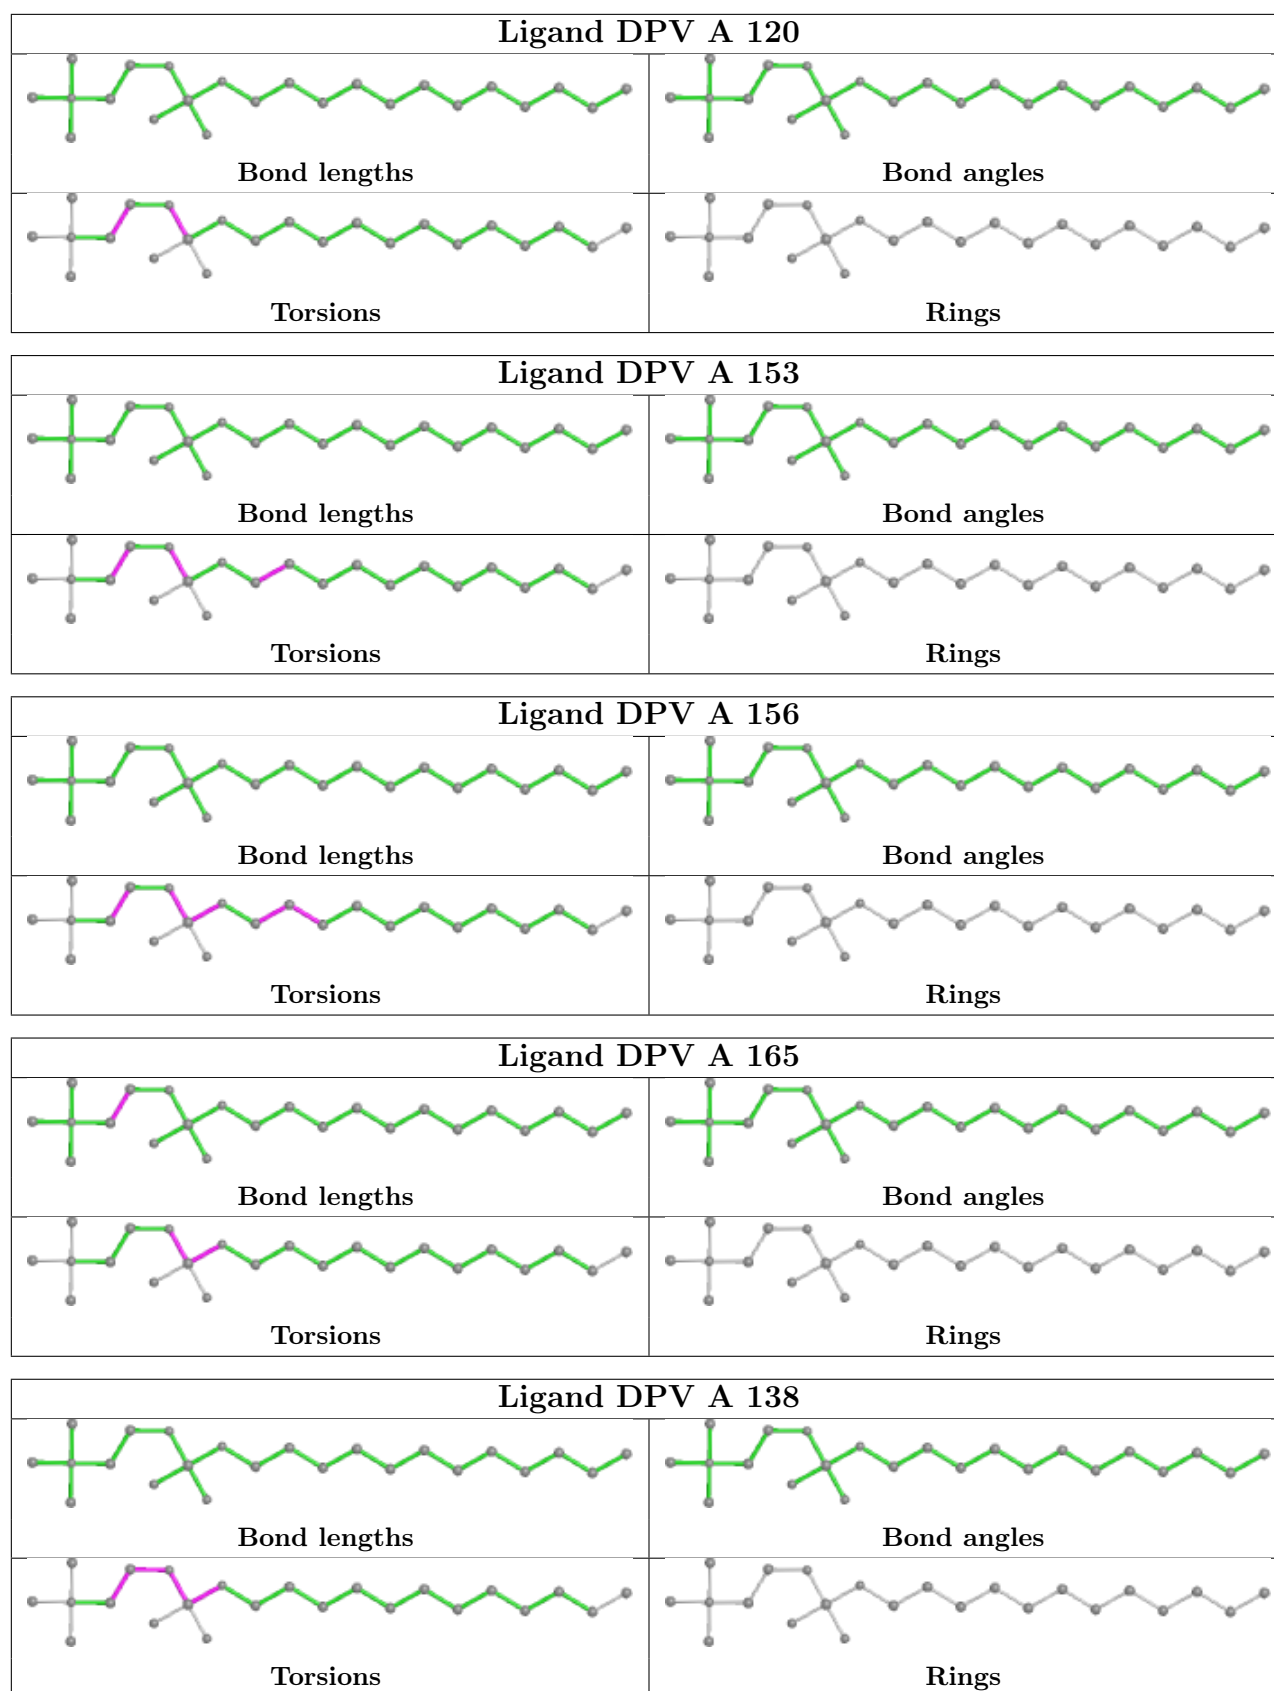 Ligand DPV A 120
Bond lengths
Bond angles
Torsions
Rings
Ligand DPV A 153
Bond lengths
Bond angles
Torsions
Rings
Ligand DPV A 156
Bond lengths
Bond angles
Torsions
Rings
Ligand DPV A 165
Bond lengths
Bond angles
Torsions
Rings
Ligand DPV A 138
Bond lengths
Bond angles
Torsions
Rings